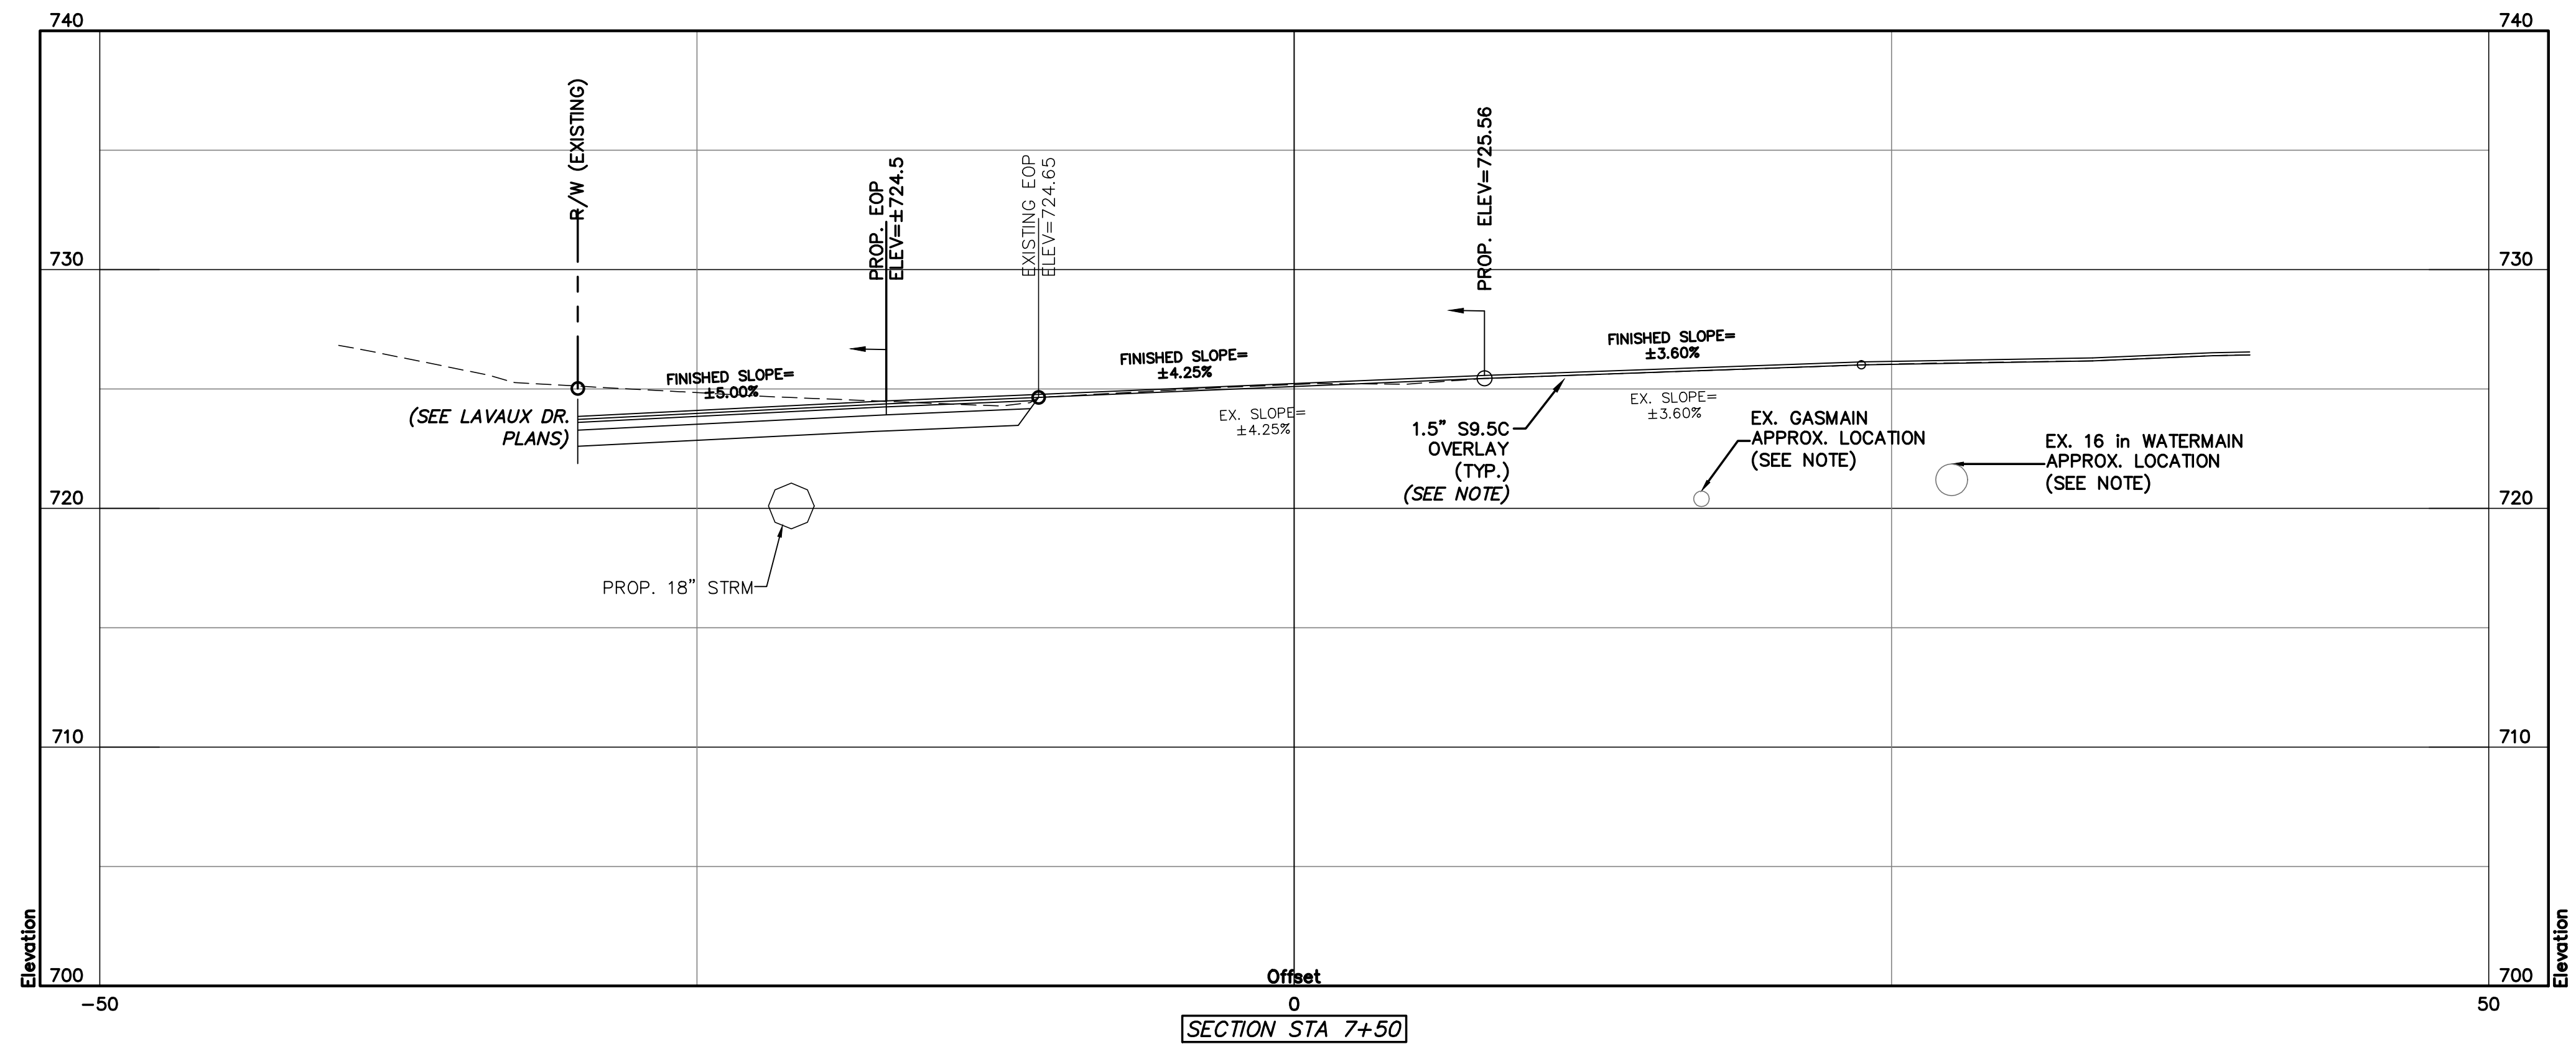 740
740
R/W (EXISTING)
PROP. EOP
ELEV=±724.5
EXISTING EOP
ELEV=724.65
PROP. ELEV=725.56
730
730
FINISHED SLOPE=
±5.00%
FINISHED SLOPE=
±4.25%
FINISHED SLOPE=
±3.60%
(SEE LAVAUX DR.
PLANS)
EX. SLOPE=
±4.25%
EX. SLOPE=
±3.60%
1.5" S9.5C
OVERLAY
(TYP.)
(SEE NOTE)
EX. GASMAIN
APPROX. LOCATION
(SEE NOTE)
EX. 16 in WATERMAIN
APPROX. LOCATION
(SEE NOTE)
720
720
PROP. 18" STRM
710
710
Elevation
Elevation
700
700
Offset
-50
0
50
SECTION STA 7+50